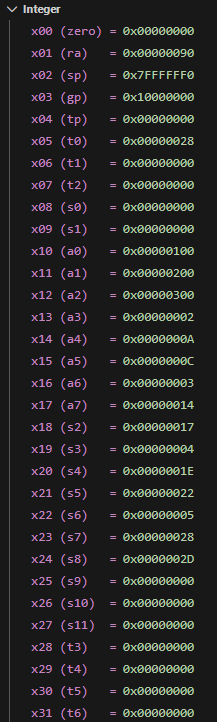 Integer
x00 (zero) = 0x00000000
x01 (ra) = 0x00000090
x02 (sp) = 0x7FFFFFF0
x03 (gp) = 0x10000000
x04 (tp) = 0x00000000
x05 (t0) = 0x00000028
x06 (t1) = 0x00000000
x07 (t2) = 0x00000000
x08 (s0) = 0x00000000
x09 (s1) = 0x00000000
x10 (a0) = 0x00000100
x11 (a1) = 0x00000200
x12 (a2) = 0x00000300
x13 (a3) = 0x00000002
x14 (a4) = 0x0000000A
x15 (a5) = 0x0000000C
x16 (a6) = 0x00000003
x17 (a7) = 0x00000014
x18 (s2) = 0x00000017
x19 (s3) = 0x00000004
x20 (s4) = 0x0000001E
x21 (s5) = 0x00000022
x22 (s6) = 0x00000005
x23 (s7) = 0x00000028
x24 (s8) = 0x0000002D
x25 (s9) = 0x00000000
x26 (s10) = 0x00000000
x27 (s11) = 0x00000000
x28 (t3) = 0x00000000
x29 (t4) = 0x00000000
x30 (t5) = 0x00000000
x31 (t6) = 0x00000000